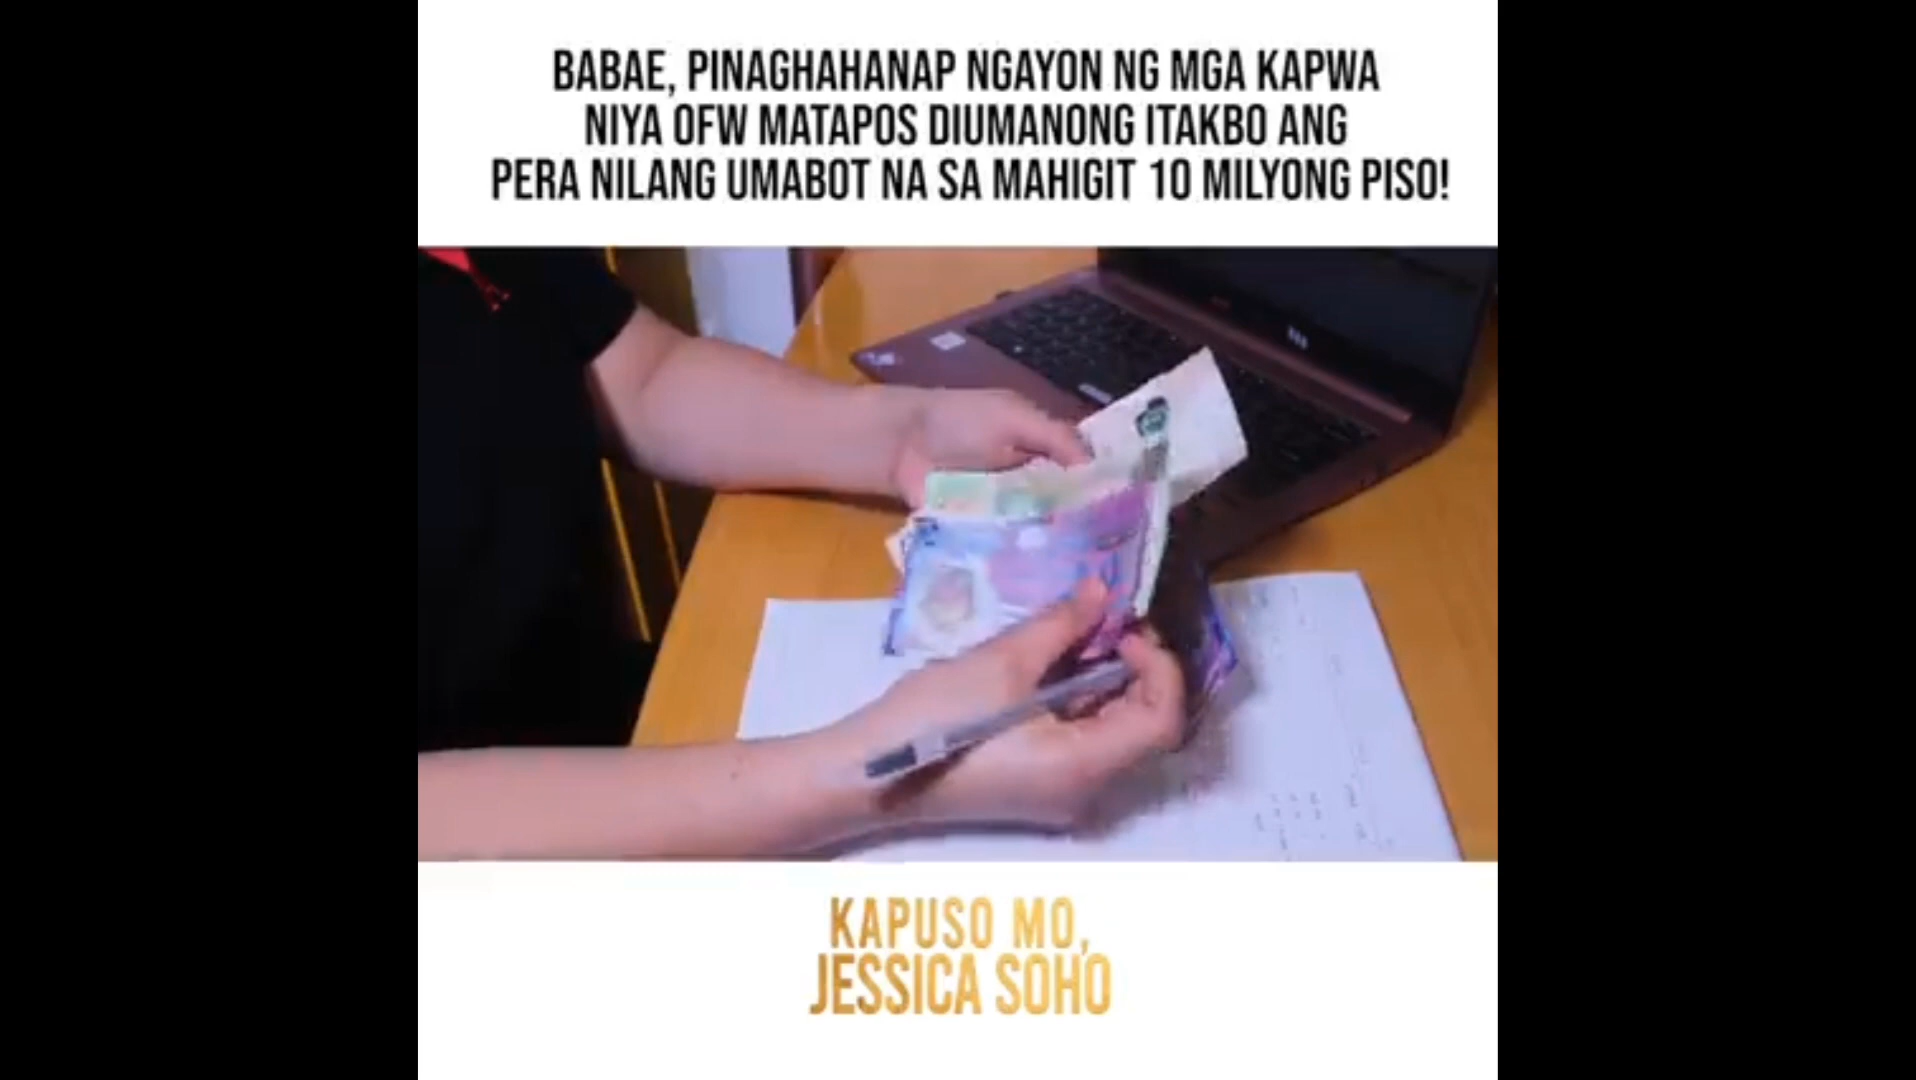 BABAE, PINAGHAHANAP NGAYON NG MGA KAPWA
NIYA OFW MATAPOS DIUMANONG ITAKBO ANG
PERA NILANG UMABOT NA SA MAHIGIT 10 MILYONG PISO!
KAPUSO MO,
JESSICA SOHO